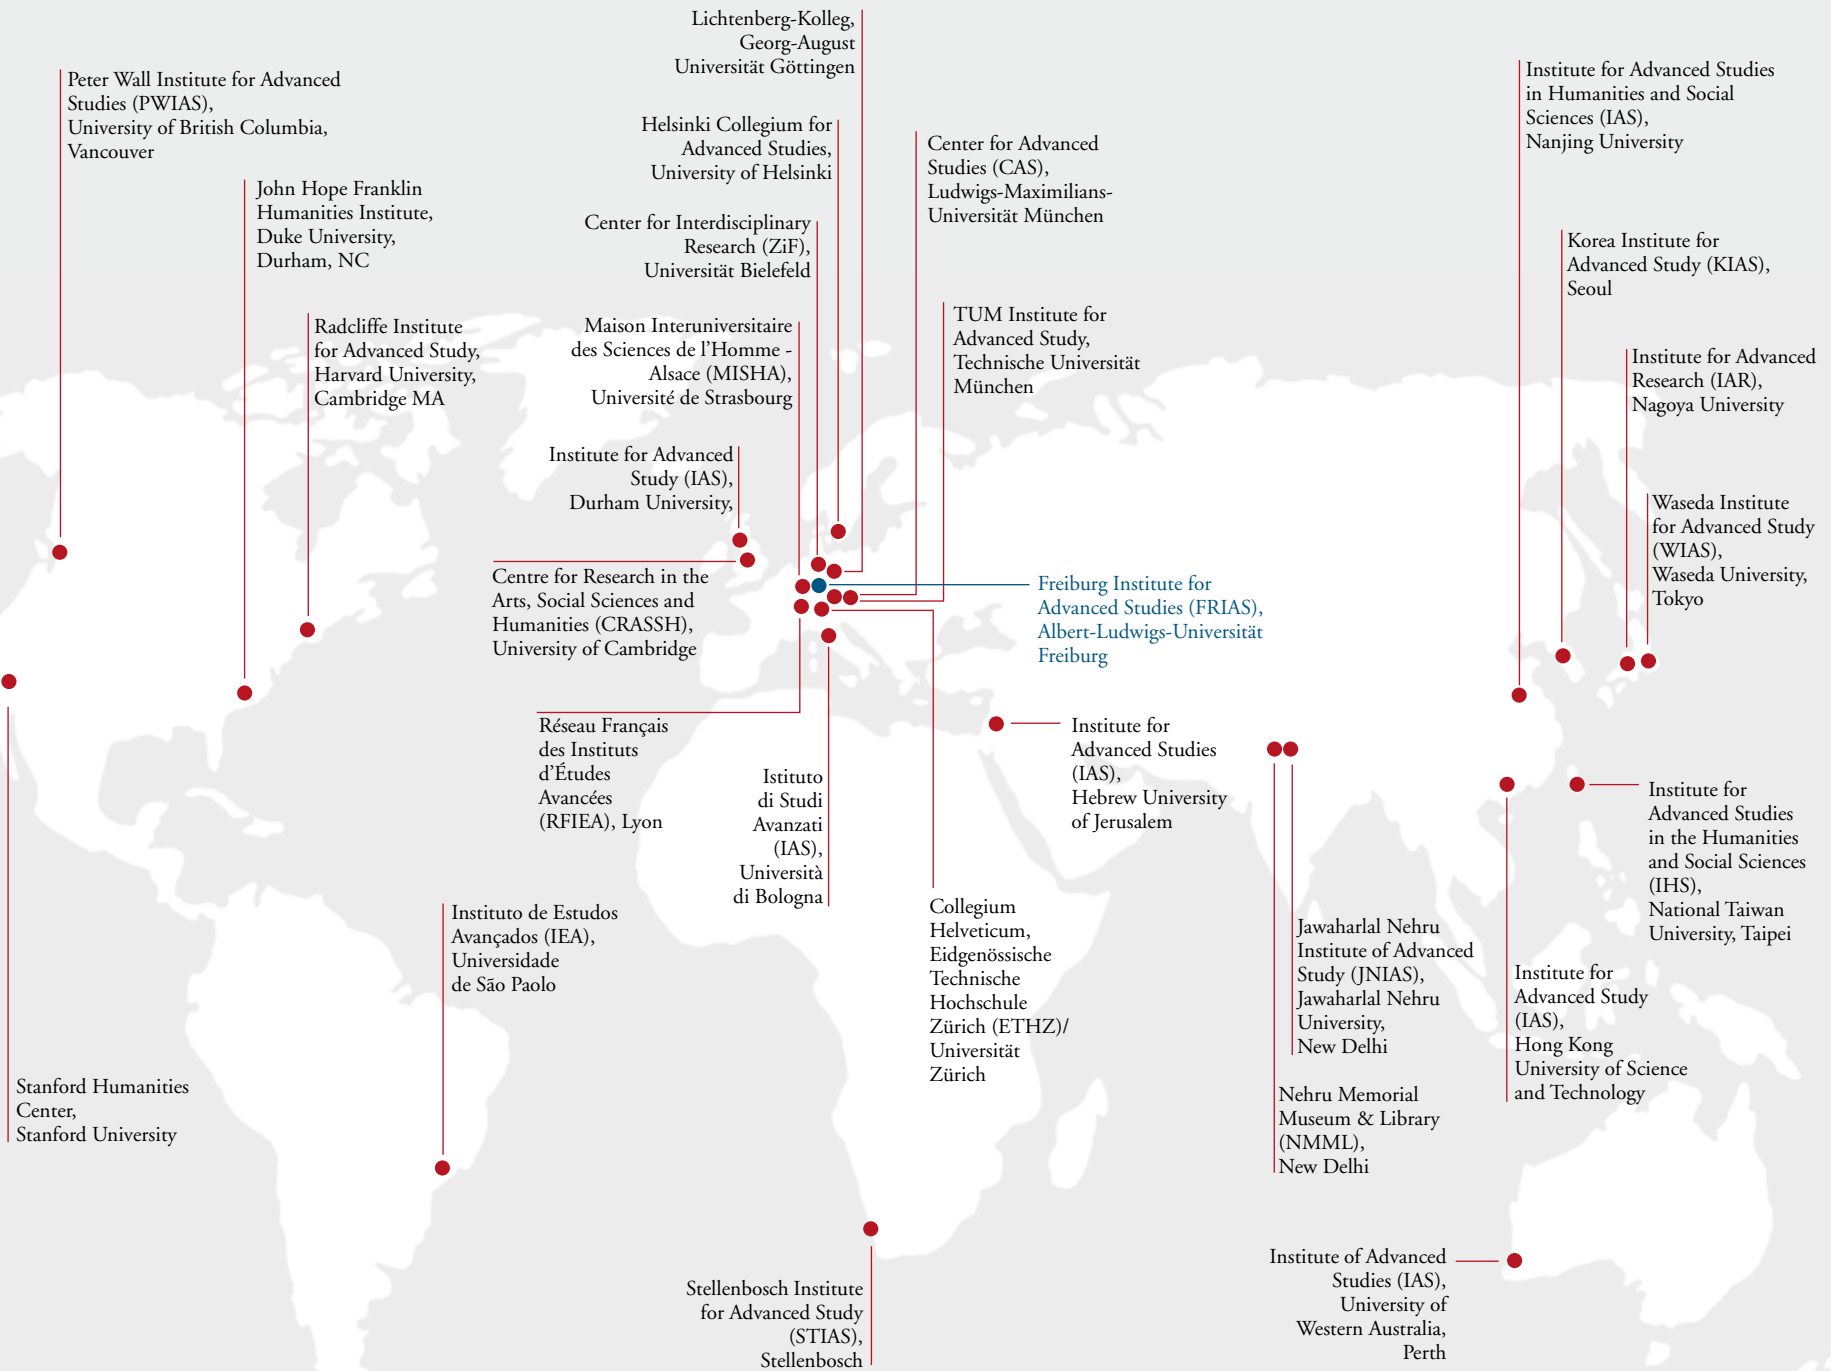 Lichtenberg-Kolleg,
Georg-August
Universität Göttingen
Peter Wall Institute for Advanced
Studies (PWIAS),
University of British Columbia,
Vancouver
Institute for Advanced Studies
in Humanities and Social
Sciences (IAS),
Nanjing University
Helsinki Collegium for
Advanced Studies,
University of Helsinki
Center for Advanced
Studies (CAS),
Ludwigs-Maximilians-
Universität München
John Hope Franklin
Humanities Institute,
Duke University,
Durham, NC
Center for Interdisciplinary
Research (ZiF),
Universität Bielefeld
Korea Institute for
Advanced Study (KIAS),
Seoul
Radcliffe Institute
for Advanced Study,
Harvard University,
Cambridge MA
Maison Interuniversitaire
des Sciences de l'Homme -
Alsace (MISHA),
Université de Strasbourg
TUM Institute for
Advanced Study,
Technische Universität
München
Institute for Advanced
Research (IAR),
Nagoya University
Institute for Advanced
Study (IAS),
Durham University,
Waseda Institute
for Advanced Study
(WIAS),
Waseda University,
Tokyo
Centre for Research in the
Arts, Social Sciences and
Humanities (CRASSH),
University of Cambridge
Freiburg Institute for
Advanced Studies (FRIAS),
Albert-Ludwigs-Universität
Freiburg
Réseau Français
des Instituts
d'Études
Avancées
(RFIEA), Lyon
Istituto
di Studi
Avanzati
(IAS),
Università
di Bologna
Institute for
Advanced Studies
(IAS),
Hebrew University
of Jerusalem
Institute for
Advanced Studies
in the Humanities
and Social Sciences
(IHS),
National Taiwan
University, Taipei
Instituto de Estudos
Avançados (IEA),
Universidade
de São Paolo
Collegium
Helveticum,
Eidgenössische
Technische
Hochschule
Zürich (ETHZ)/
Universität
Zürich
Jawaharlal Nehru
Institute of Advanced
Study (JNIAS),
Jawaharlal Nehru
University,
New Delhi
Institute for
Advanced Study
(IAS),
Hong Kong
University of Science
and Technology
Stanford Humanities
Center,
Stanford University
Nehru Memorial
Museum & Library
(NMML),
New Delhi
Stellenbosch Institute
for Advanced Study
(STIAS),
Stellenbosch
Institute of Advanced
Studies (IAS),
University of
Western Australia,
Perth